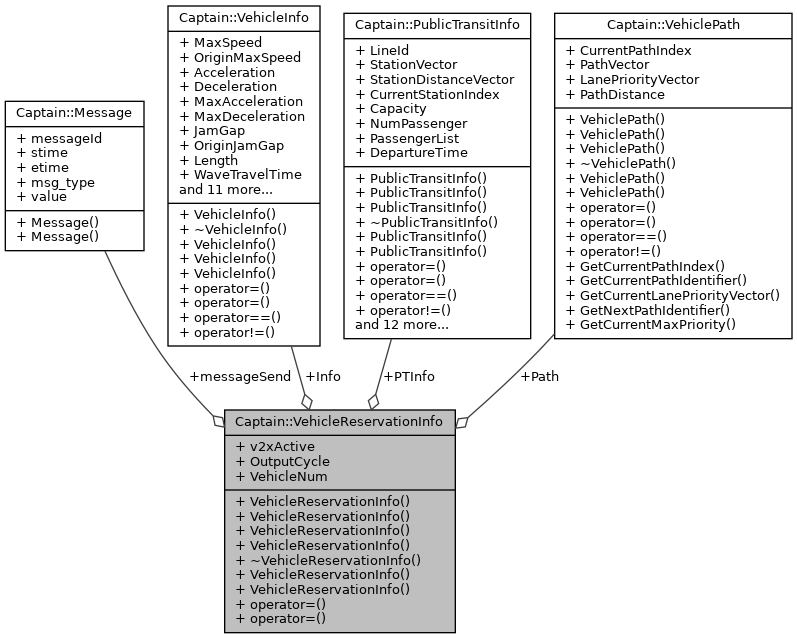 Captain::Message
+ messageId
+ stime
+ etime
+ msg_type
+ value
+ Message()
+ Message()
Captain::VehicleInfo
+ MaxSpeed
+ OriginMaxSpeed
+ Acceleration
+ Deceleration
+ MaxAcceleration
+ MaxDeceleration
+ JamGap
+ OriginJamGap
+ Length
+ WaveTravelTime
and 11 more...
+ VehicleInfo()
+ ~VehicleInfo()
+ VehicleInfo()
+ VehicleInfo()
+ VehicleInfo()
+ operator=()
+ operator=()
+ operator==()
+ operator!=()
Captain::PublicTransitInfo
+ LineId
+ StationVector
+ StationDistanceVector
+ CurrentStationIndex
+ Capacity
+ NumPassenger
+ PassengerList
+ DepartureTime
+ PublicTransitInfo()
+ PublicTransitInfo()
+ PublicTransitInfo()
+ ~PublicTransitInfo()
+ PublicTransitInfo()
+ PublicTransitInfo()
+ operator=()
+ operator=()
+ operator==()
+ operator!=()
and 12 more...
Captain::VehiclePath
+ CurrentPathIndex
+ PathVector
+ LanePriorityVector
+ PathDistance
+ VehiclePath()
+ VehiclePath()
+ VehiclePath()
+ ~VehiclePath()
+ VehiclePath()
+ VehiclePath()
+ operator=()
+ operator=()
+ operator==()
+ operator!=()
+ GetCurrentPathIndex()
+ GetCurrentPathIdentifier()
+ GetCurrentLanePriorityVector()
+ GetNextPathIdentifier()
+ GetCurrentMaxPriority()
+messageSend
+Info
+PTInfo
+Path
Captain::VehicleReservationInfo
+ v2xActive
+ OutputCycle
+ VehicleNum
+ VehicleReservationInfo()
+ VehicleReservationInfo()
+ VehicleReservationInfo()
+ VehicleReservationInfo()
+ ~VehicleReservationInfo()
+ VehicleReservationInfo()
+ VehicleReservationInfo()
+ operator=()
+ operator=()